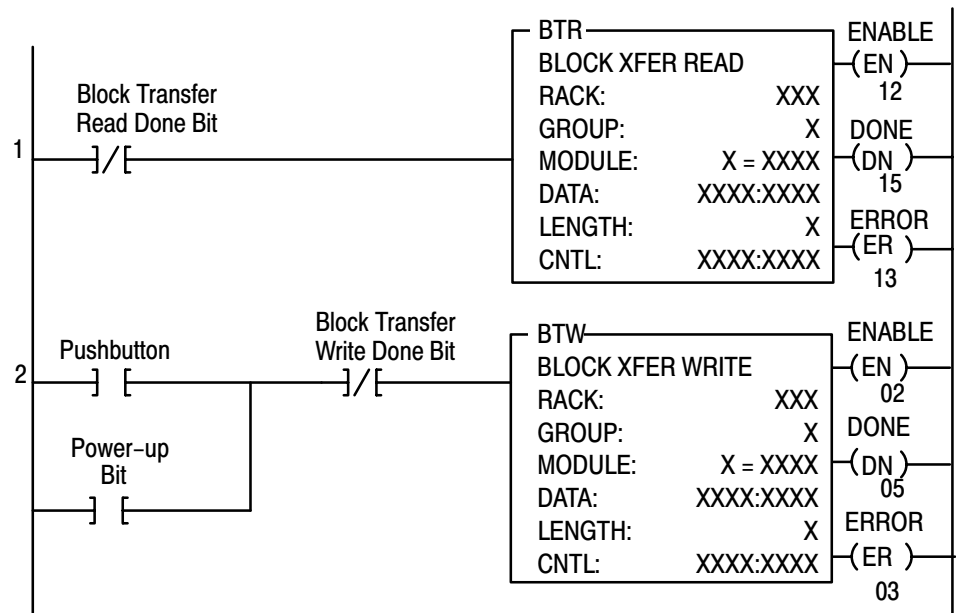 BTR
ENABLE
BLOCK XFER READ
(EN)
12
RACK: XXX
GROUP: X
DONE
MODULE: X = XXXX
(DN)
15
DATA: XXXX:XXXX
LENGTH: X
ERROR
(ER)
13
CNTL: XXXX:XXXX
Block Transfer
Read Done Bit
1
] / [
BTW
ENABLE
BLOCK XFER WRITE
(EN)
02
RACK: XXX
GROUP: X
DONE
MODULE: X = XXXX
(DN)
05
DATA: XXXX:XXXX
LENGTH: X
ERROR
(ER)
03
CNTL: XXXX:XXXX
Block Transfer
Write Done Bit
] / [
Pushbutton
2
] [
Power-up
Bit
] [